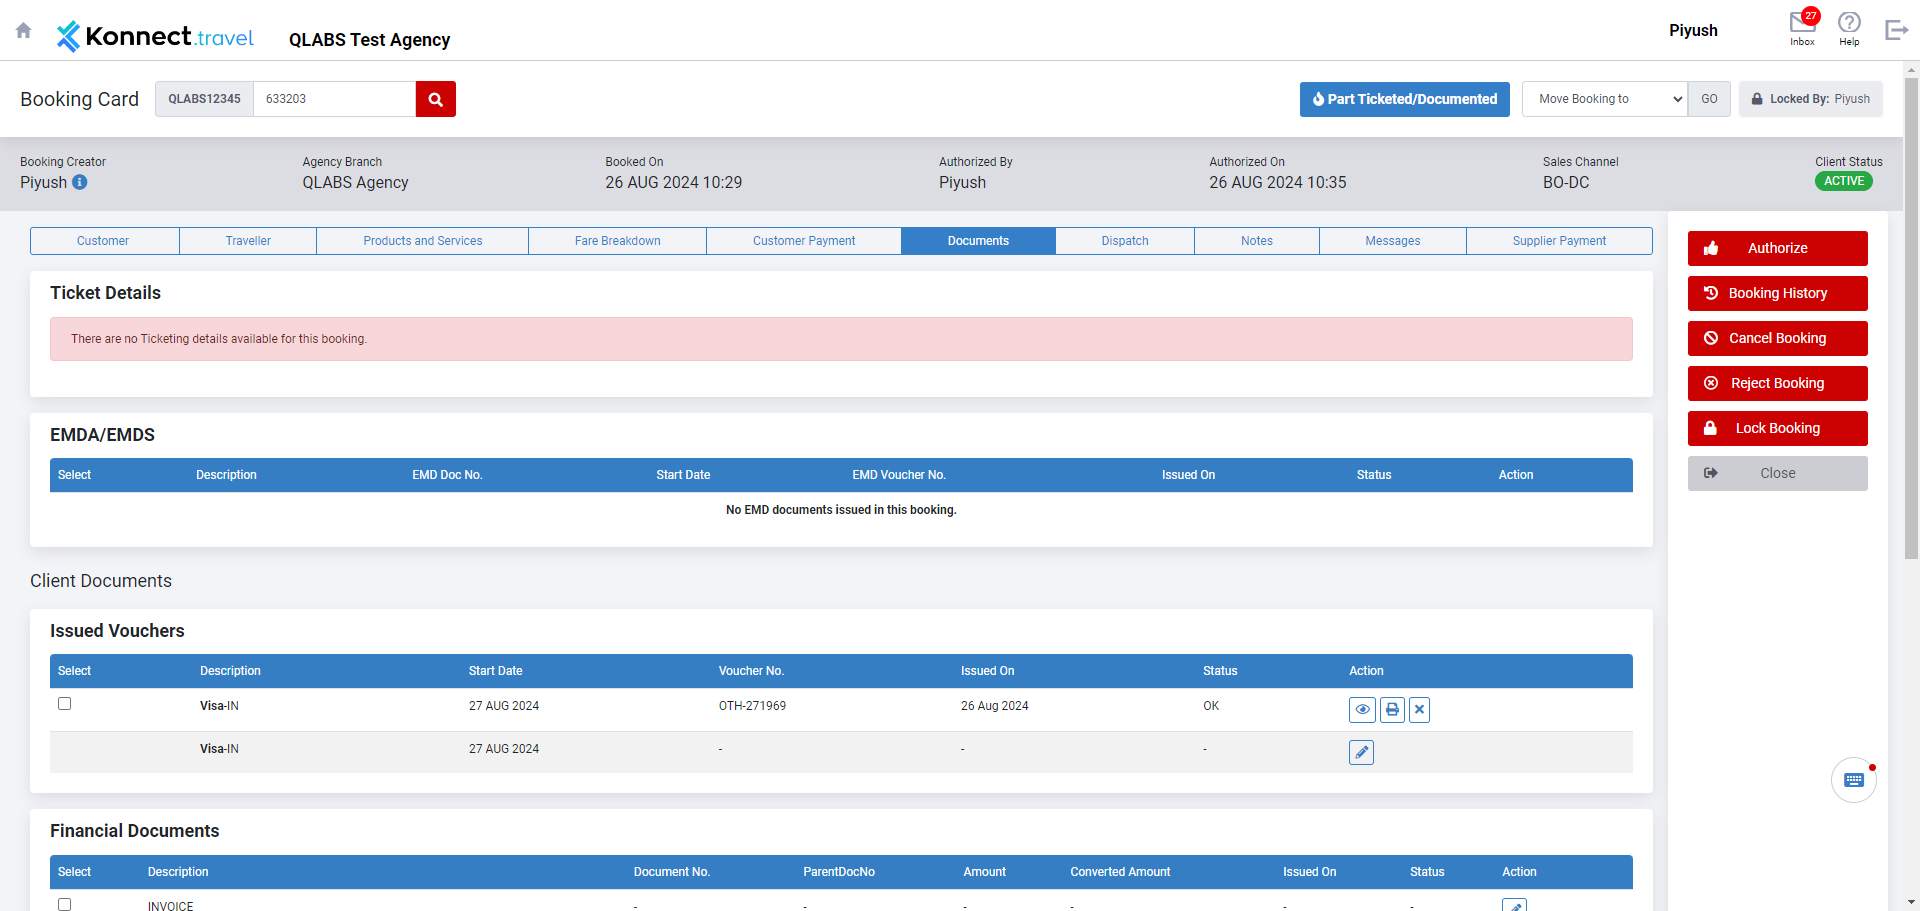 Konnect.travel QLABS Test Agency Piyush 27 Inbox Help
Booking Card QLABS12345 633203 Part Ticketed/Documented Move Booking to GO Locked By: Piyush
Booking Creator Agency Branch Booked On Authorized By Authorized On Sales Channel Client Status
Piyush QLABS Agency 26 AUG 2024 10:29 Piyush 26 AUG 2024 10:35 BO-DC ACTIVE
Customer Traveller Products and Services Fare Breakdown Customer Payment Documents Dispatch Notes Messages Supplier Payment
Authorize
Booking History
Cancel Booking
Reject Booking
Lock Booking
Close
Ticket Details
There are no Ticketing details available for this booking.
EMDA/EMDS
Select Description EMD Doc No. Start Date EMD Voucher No. Issued On Status Action
No EMD documents issued in this booking.
Client Documents
Issued Vouchers
Select Description Start Date Voucher No. Issued On Status Action
Visa-IN 27 AUG 2024 OTH-271969 26 Aug 2024 OK
Visa-IN 27 AUG 2024 - - -
Financial Documents
Select Description Document No. ParentDocNo Amount Converted Amount Issued On Status Action
INVOICE - - - - - -